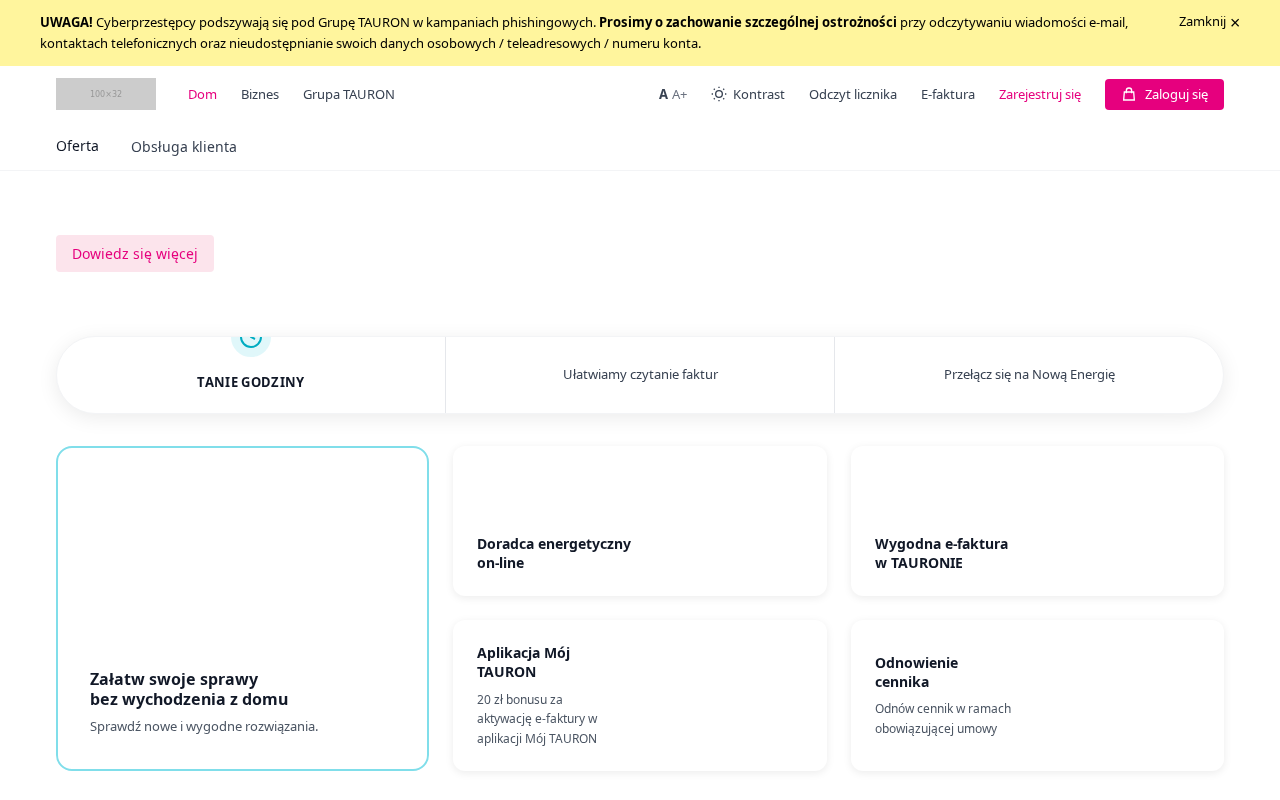 UWAGA! Cyberprzestępcy podszywają się pod Grupę TAURON w kampaniach phishingowych. Prosimy o zachowanie szczególnej ostrożności przy odczytywaniu wiadomości e-mail,
kontaktach telefonicznych oraz nieudostępnianie swoich danych osobowych / teleadresowych / numeru konta.
Zamknij ×
100×32
Dom
Biznes
Grupa TAURON
A A+
Kontrast
Odczyt licznika
E-faktura
Zarejestruj się
Zaloguj się
Oferta
Obsługa klienta
Dowiedz się więcej
TANIE GODZINY
Ułatwiamy czytanie faktur
Przełącz się na Nową Energię
Załatw swoje sprawy
bez wychodzenia z domu
Sprawdź nowe i wygodne rozwiązania.
Doradca energetyczny
on-line
Wygodna e-faktura
w TAURONIE
Aplikacja Mój
TAURON
20 zł bonusu za
aktywację e-faktury w
aplikacji Mój TAURON
Odnowienie
cennika
Odnów cennik w ramach
obowiązującej umowy